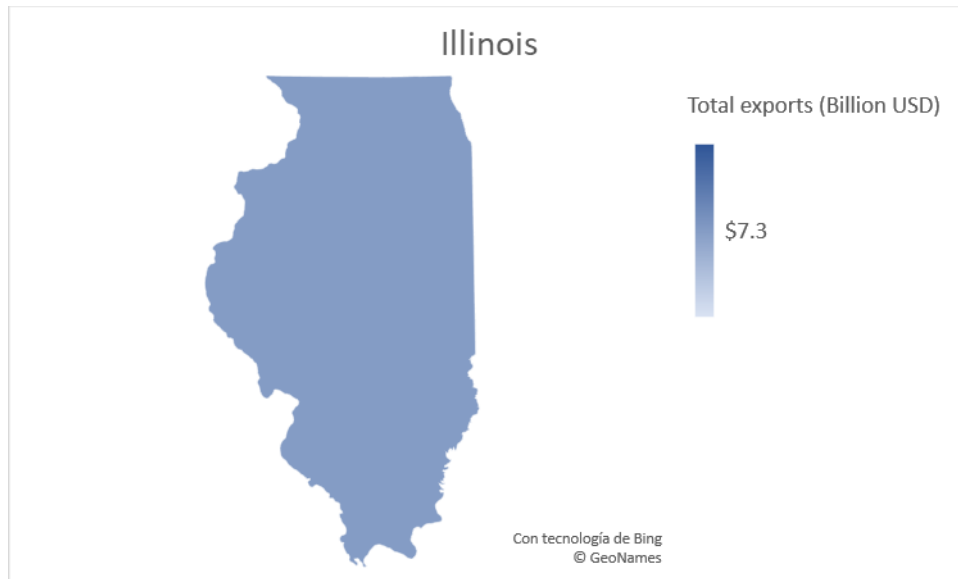 Illinois
Total exports (Billion USD)
$7.3
Con tecnología de Bing
© GeoNames